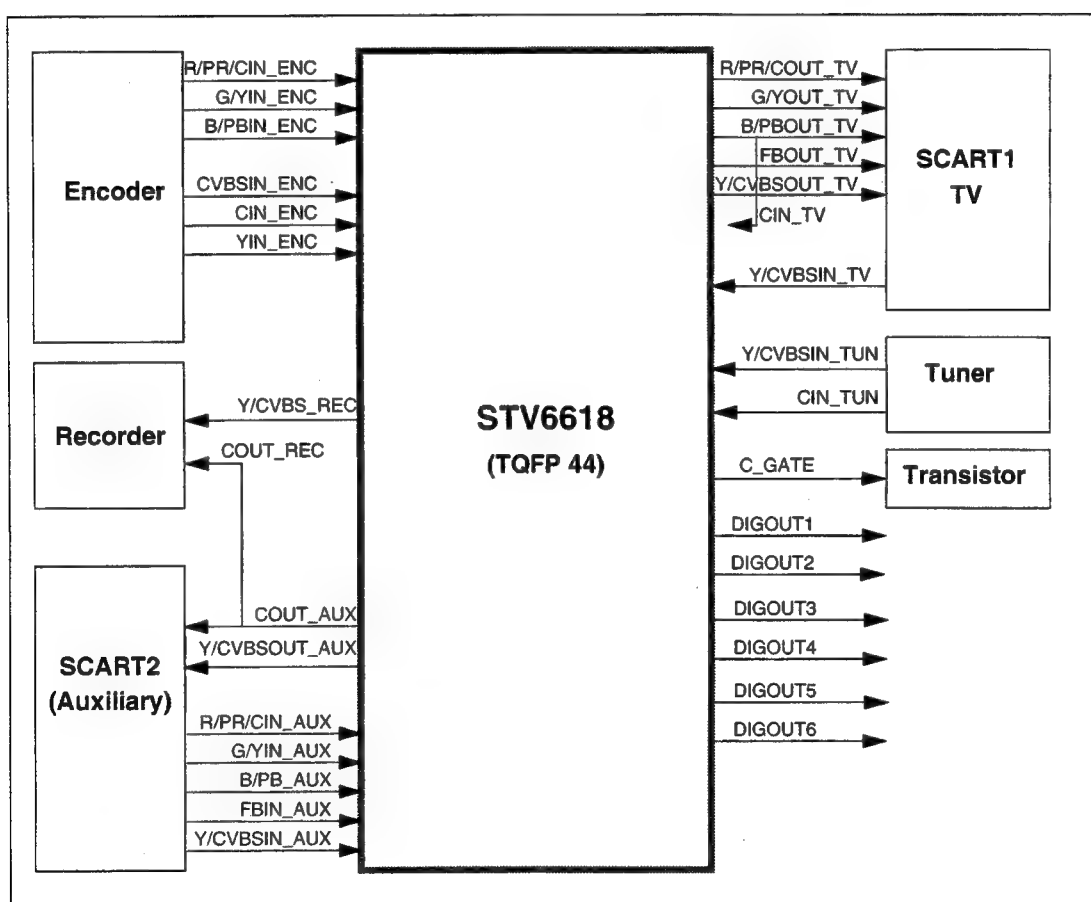 Encoder
R/PR/CIN_ENC
G/YIN_ENC
B/PBIN_ENC
CVBSIN_ENC
CIN_ENC
YIN_ENC
Recorder
Y/CVBS_REC
COUT_REC
SCART2
(Auxiliary)
COUT_AUX
Y/CVBSOUT_AUX
R/PR/CIN_AUX
G/YIN_AUX
B/PB_AUX
FBIN_AUX
Y/CVBSIN_AUX
STV6618
(TQFP 44)
R/PR/COUT_TV
G/YOUT_TV
B/PBOUT_TV
FBOUT_TV
Y/CVBSOUT_TV
CIN_TV
Y/CVBSIN_TV
SCART1
TV
Y/CVBSIN_TUN
CIN_TUN
Tuner
C_GATE
Transistor
DIGOUT1
DIGOUT2
DIGOUT3
DIGOUT4
DIGOUT5
DIGOUT6